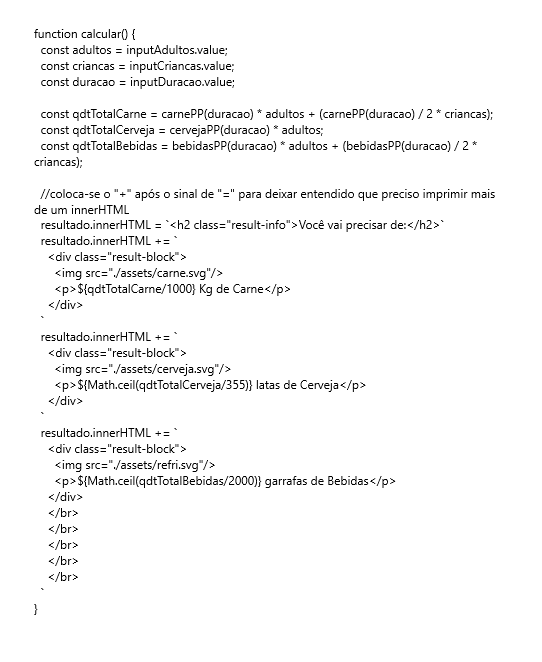 function calcular() {
const adultos = inputAdultos.value;
const criancas = inputCriancas.value;
const duracao = inputDuracao.value;
const qdtTotalCarne = carnePP(duracao) * adultos + (carnePP(duracao) / 2 * criancas);
const qdtTotalCerveja = cervejaPP(duracao) * adultos;
const qdtTotalBebidas = bebidasPP(duracao) * adultos + (bebidasPP(duracao) / 2 *
criancas);
//coloca-se o "+" após o sinal de "=" para deixar entendido que preciso imprimir mais
de um innerHTML
resultado.innerHTML = `<h2 class="result-info">Você vai precisar de:</h2>`
resultado.innerHTML += `
<div class="result-block">
<img src="./assets/carne.svg"/>
<p>${qdtTotalCarne/1000} Kg de Carne</p>
</div>
`
resultado.innerHTML += `
<div class="result-block">
<img src="./assets/cerveja.svg"/>
<p>${Math.ceil(qdtTotalCerveja/355)} latas de Cerveja</p>
</div>
`
resultado.innerHTML += `
<div class="result-block">
<img src="./assets/refri.svg"/>
<p>${Math.ceil(qdtTotalBebidas/2000)} garrafas de Bebidas</p>
</div>
</br>
</br>
</br>
</br>
</br>
`
}